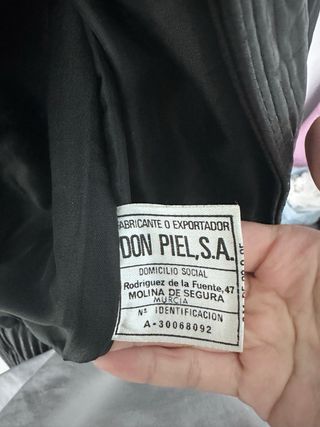 FABRICANTE O EXPORTADOR
DON PIEL,S.A.
DOMICILIO SOCIAL
Rodriguez de la Fuente,47
MOLINA DE SEGURA
MURCIA
Nº IDENTIFICACION
A-30068092